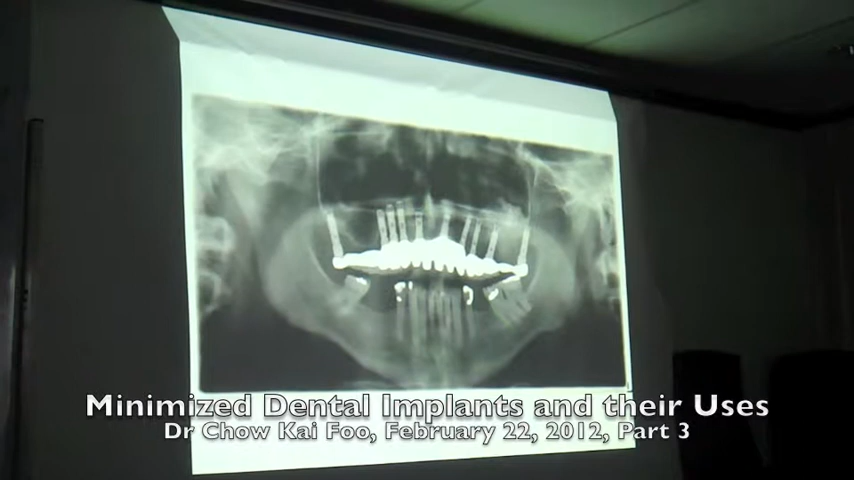 Minimized Dental Implants and their Uses
Dr Chow Kai Foo, February 22, 2012, Part 3